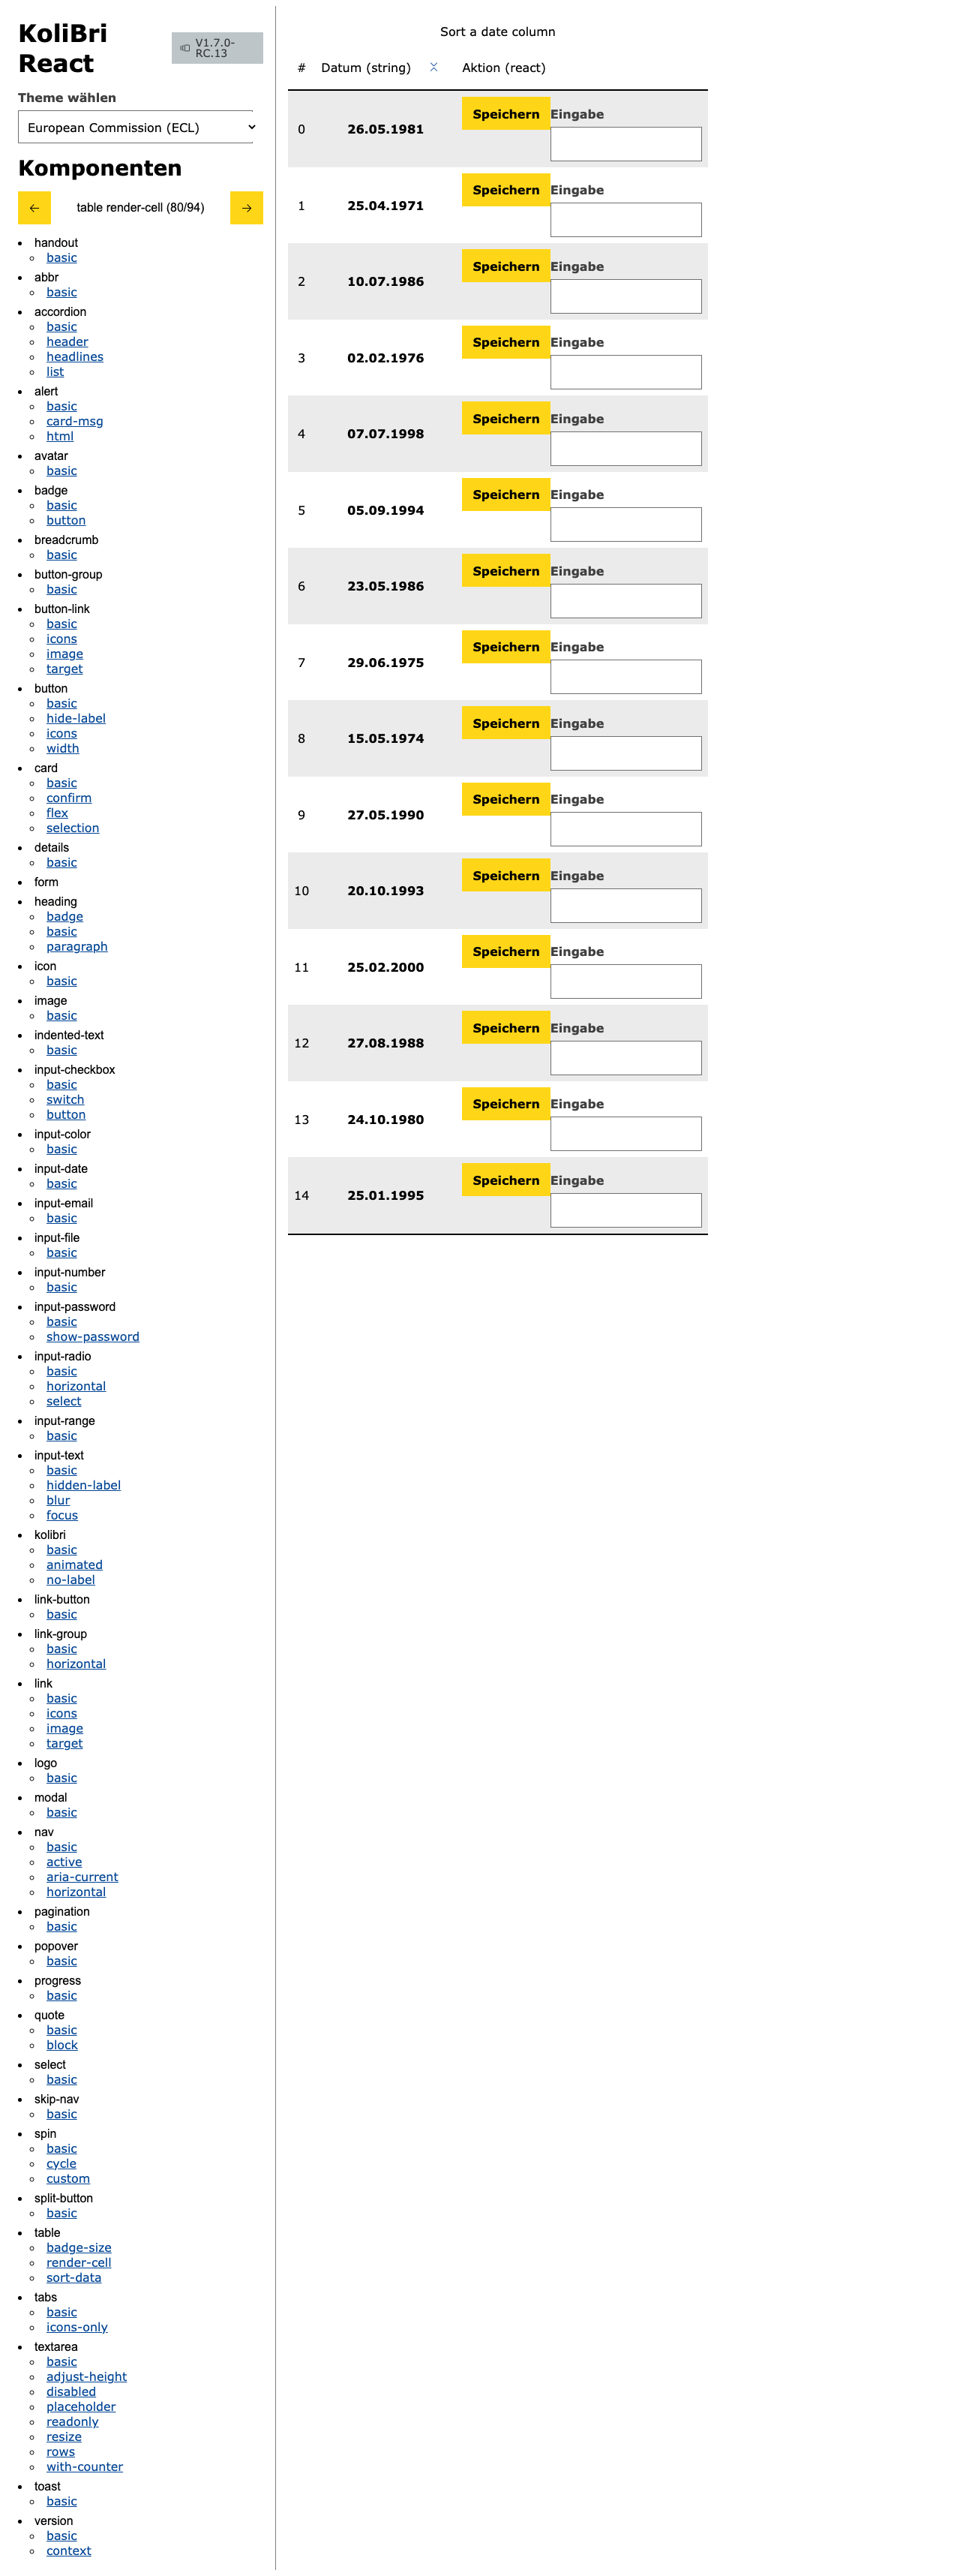 KoliBri
React
V1.7.0-
RC.13
Theme wählen
European Commission (ECL)
Komponenten
← table render-cell (80/94) →
handout
basic
abbr
basic
accordion
basic
header
headlines
list
alert
basic
card-msg
html
avatar
basic
badge
basic
button
breadcrumb
basic
button-group
basic
button-link
basic
icons
image
target
button
basic
hide-label
icons
width
card
basic
confirm
flex
selection
details
basic
form
heading
badge
basic
paragraph
icon
basic
image
basic
indented-text
basic
input-checkbox
basic
switch
button
input-color
basic
input-date
basic
input-email
basic
input-file
basic
input-number
basic
input-password
basic
show-password
input-radio
basic
horizontal
select
input-range
basic
input-text
basic
hidden-label
blur
focus
kolibri
basic
animated
no-label
link-button
basic
link-group
basic
horizontal
link
basic
icons
image
target
logo
basic
modal
basic
nav
basic
active
aria-current
horizontal
pagination
basic
popover
basic
progress
basic
quote
basic
block
select
basic
skip-nav
basic
spin
basic
cycle
custom
split-button
basic
table
badge-size
render-cell
sort-data
tabs
basic
icons-only
textarea
basic
adjust-height
disabled
placeholder
readonly
resize
rows
with-counter
toast
basic
version
basic
context
Sort a date column
# Datum (string) Aktion (react)
0 26.05.1981 Speichern Eingabe
1 25.04.1971 Speichern Eingabe
2 10.07.1986 Speichern Eingabe
3 02.02.1976 Speichern Eingabe
4 07.07.1998 Speichern Eingabe
5 05.09.1994 Speichern Eingabe
6 23.05.1986 Speichern Eingabe
7 29.06.1975 Speichern Eingabe
8 15.05.1974 Speichern Eingabe
9 27.05.1990 Speichern Eingabe
10 20.10.1993 Speichern Eingabe
11 25.02.2000 Speichern Eingabe
12 27.08.1988 Speichern Eingabe
13 24.10.1980 Speichern Eingabe
14 25.01.1995 Speichern Eingabe